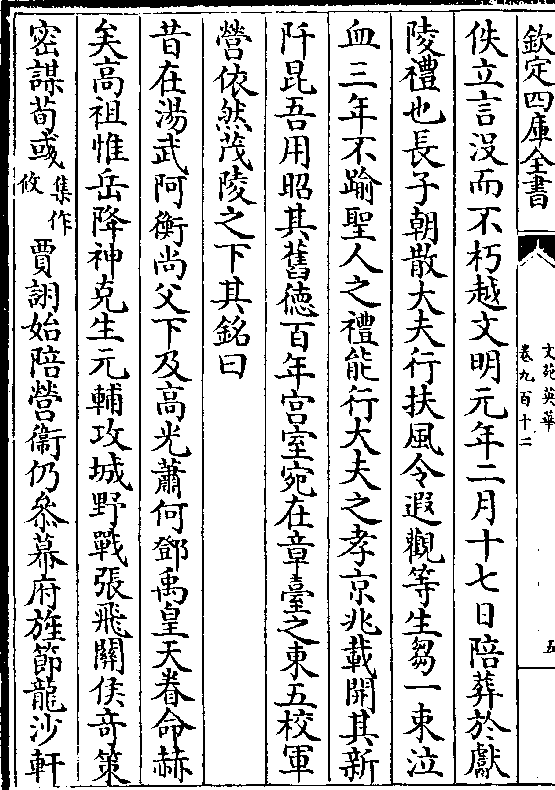 欽定四庫全書
文苑英華
卷九百十二
五
佚立言沒而不朽越文明元年二月十七日陪葬於獻
陵禮也長子朝散大夫行扶風令遐觀等生芻一束泣
血三年不踰聖人之禮能行大夫之孝京兆載開其新
阡昆吾用昭其舊徳百年宫室宛在章臺之東五校軍
營依然茂陵之下其銘曰
昔在湯武阿衡尚父下及高光蕭何鄧禹皇天眷命赫
矣高祖惟岳降神克生元輔攻城野戰張飛關侯竒策
密謀荀彧集作攸賈詡始陪營衞仍叅幕府旌節龍沙軒